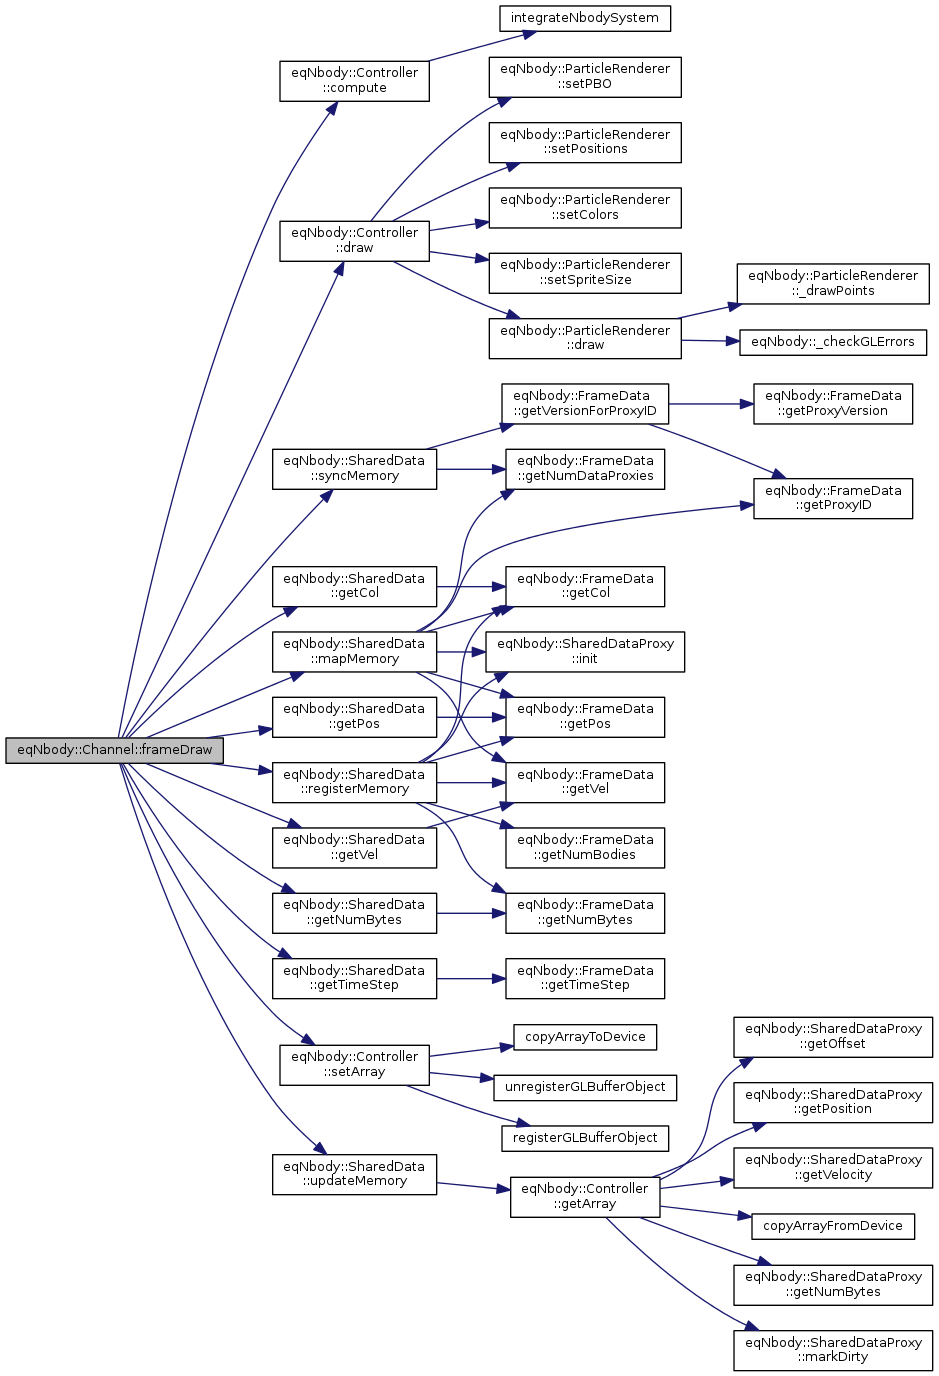 integrateNbodySystem
eqNbody::Controller
::compute
eqNbody::ParticleRenderer
::setPBO
eqNbody::ParticleRenderer
::setPositions
eqNbody::ParticleRenderer
::setColors
eqNbody::Controller
::draw
eqNbody::ParticleRenderer
::setSpriteSize
eqNbody::ParticleRenderer
::_drawPoints
eqNbody::ParticleRenderer
::draw
eqNbody::_checkGLErrors
eqNbody::FrameData
::getVersionForProxyID
eqNbody::FrameData
::getProxyVersion
eqNbody::SharedData
::syncMemory
eqNbody::FrameData
::getNumDataProxies
eqNbody::FrameData
::getProxyID
eqNbody::SharedData
::getCol
eqNbody::FrameData
::getCol
eqNbody::SharedData
::mapMemory
eqNbody::SharedDataProxy
::init
eqNbody::SharedData
::getPos
eqNbody::FrameData
::getPos
eqNbody::Channel::frameDraw
eqNbody::SharedData
::registerMemory
eqNbody::FrameData
::getVel
eqNbody::SharedData
::getVel
eqNbody::FrameData
::getNumBodies
eqNbody::SharedData
::getNumBytes
eqNbody::FrameData
::getNumBytes
eqNbody::SharedData
::getTimeStep
eqNbody::FrameData
::getTimeStep
eqNbody::Controller
::setArray
copyArrayToDevice
unregisterGLBufferObject
registerGLBufferObject
eqNbody::SharedDataProxy
::getOffset
eqNbody::SharedDataProxy
::getPosition
eqNbody::SharedData
::updateMemory
eqNbody::Controller
::getArray
eqNbody::SharedDataProxy
::getVelocity
copyArrayFromDevice
eqNbody::SharedDataProxy
::getNumBytes
eqNbody::SharedDataProxy
::markDirty